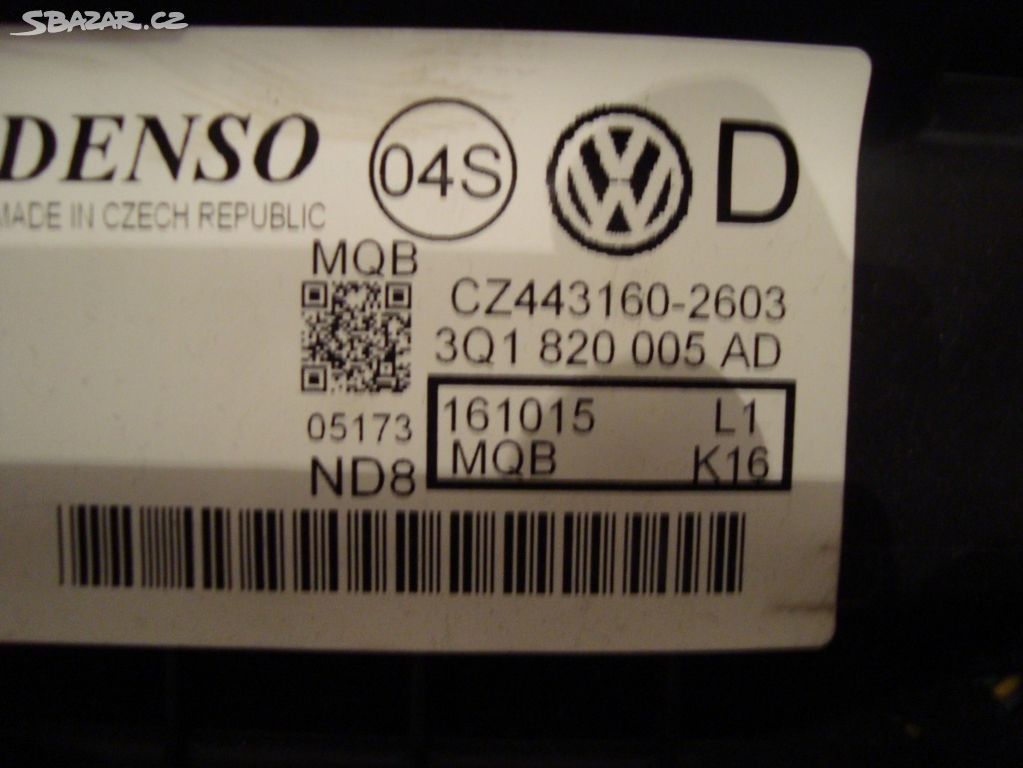 SBAZAR.CZ
DENSO 04S D
MADE IN CZECH REPUBLIC
MQB
CZ443160-2603
3Q1 820 005 AD
05173
161015 L1
ND8
MQB K16